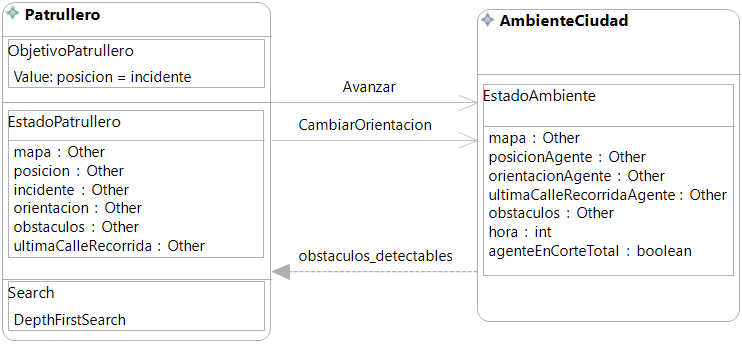 Patrullero
ObjetivoPatrullero
Value: posicion = incidente
EstadoPatrullero
mapa : Other
posicion : Other
incidente : Other
orientacion : Other
obstaculos : Other
ultimaCalleRecorrida : Other
Search
DepthFirstSearch
Avanzar
CambiarOrientacion
obstaculos_detectables
AmbienteCiudad
EstadoAmbiente
mapa : Other
posicionAgente : Other
orientacionAgente : Other
ultimaCalleRecorridaAgente : Other
obstaculos : Other
hora : int
agenteEnCorteTotal : boolean